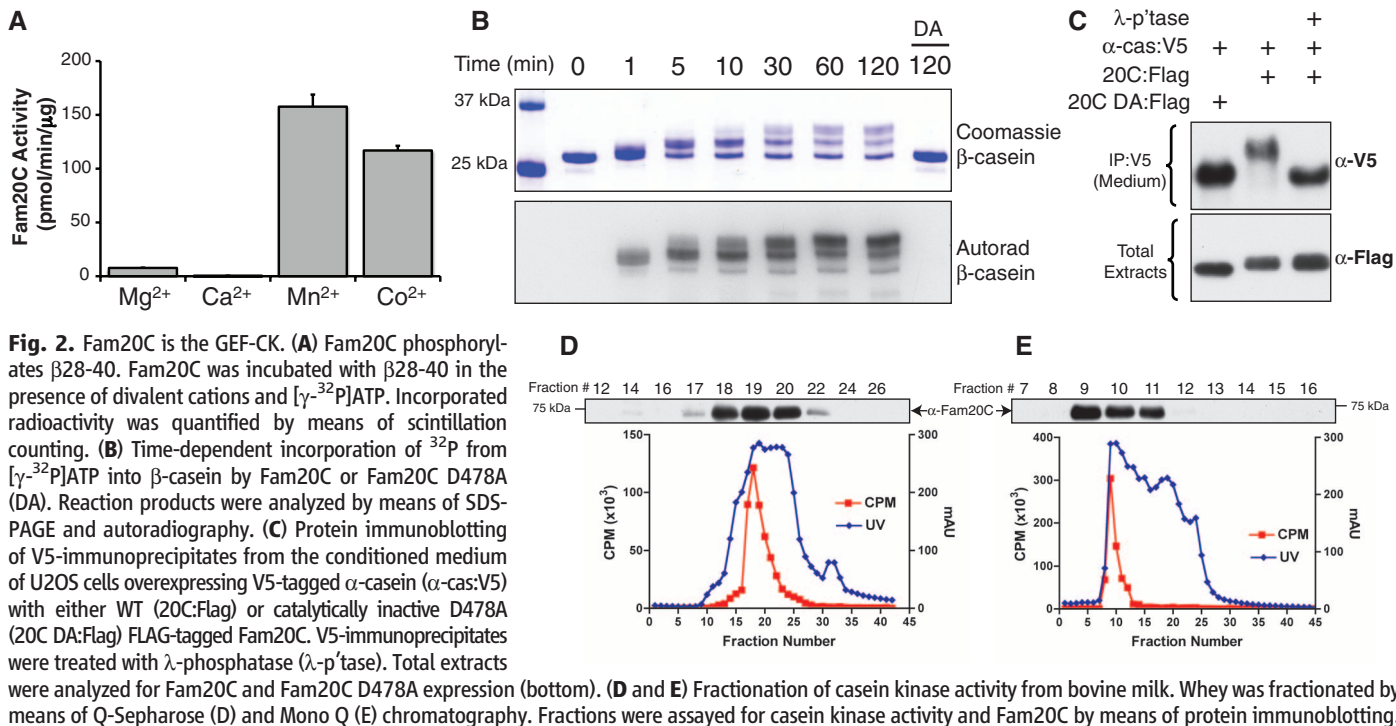 A
Fam20C Activity
(pmol/min/µg)
200
150
100
50
0
Mg²⁺ Ca²⁺ Mn²⁺ Co²⁺
B
DA
Time (min) 0 1 5 10 30 60 120 120
37 kDa
25 kDa
Coomassie
β-casein
Autorad
β-casein
C
λ-p'tase +
α-cas:V5 + + +
20C:Flag + +
20C DA:Flag +
IP:V5
(Medium)
α-V5
Total
Extracts
α-Flag
Fig. 2. Fam20C is the GEF-CK. (A) Fam20C phosphoryl-
ates β28-40. Fam20C was incubated with β28-40 in the
presence of divalent cations and [γ-³²P]ATP. Incorporated
radioactivity was quantified by means of scintillation
counting. (B) Time-dependent incorporation of ³²P from
[γ-³²P]ATP into β-casein by Fam20C or Fam20C D478A
(DA). Reaction products were analyzed by means of SDS-
PAGE and autoradiography. (C) Protein immunoblotting
of V5-immunoprecipitates from the conditioned medium
of U2OS cells overexpressing V5-tagged α-casein (α-cas:V5)
with either WT (20C:Flag) or catalytically inactive D478A
(20C DA:Flag) FLAG-tagged Fam20C. V5-immunoprecipitates
were treated with λ-phosphatase (λ-p'tase). Total extracts
were analyzed for Fam20C and Fam20C D478A expression (bottom). (D and E) Fractionation of casein kinase activity from bovine milk. Whey was fractionated by
means of Q-Sepharose (D) and Mono Q (E) chromatography. Fractions were assayed for casein kinase activity and Fam20C by means of protein immunoblotting.
D
Fraction # 12 14 16 17 18 19 20 22 24 26
75 kDa
α-Fam20C
CPM (x10³)
150
100
50
0
300
200
100
0
mAU
CPM
UV
0 5 10 15 20 25 30 35 40 45
Fraction Number
E
Fraction # 7 8 9 10 11 12 13 14 15 16
75 kDa
CPM (x10³)
400
300
200
100
0
300
200
100
0
mAU
CPM
UV
0 5 10 15 20 25 30 35 40 45
Fraction Number